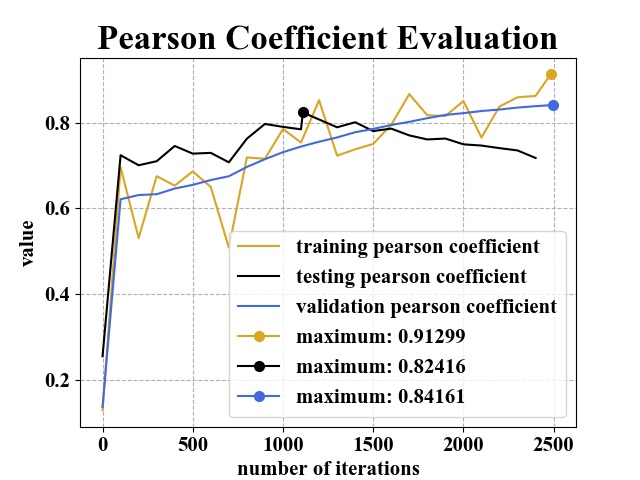 Pearson Coefficient Evaluation
value
0.8
0.6
0.4
0.2
training pearson coefficient
testing pearson coefficient
validation pearson coefficient
maximum: 0.91299
maximum: 0.82416
maximum: 0.84161
0 500 1000 1500 2000 2500
number of iterations